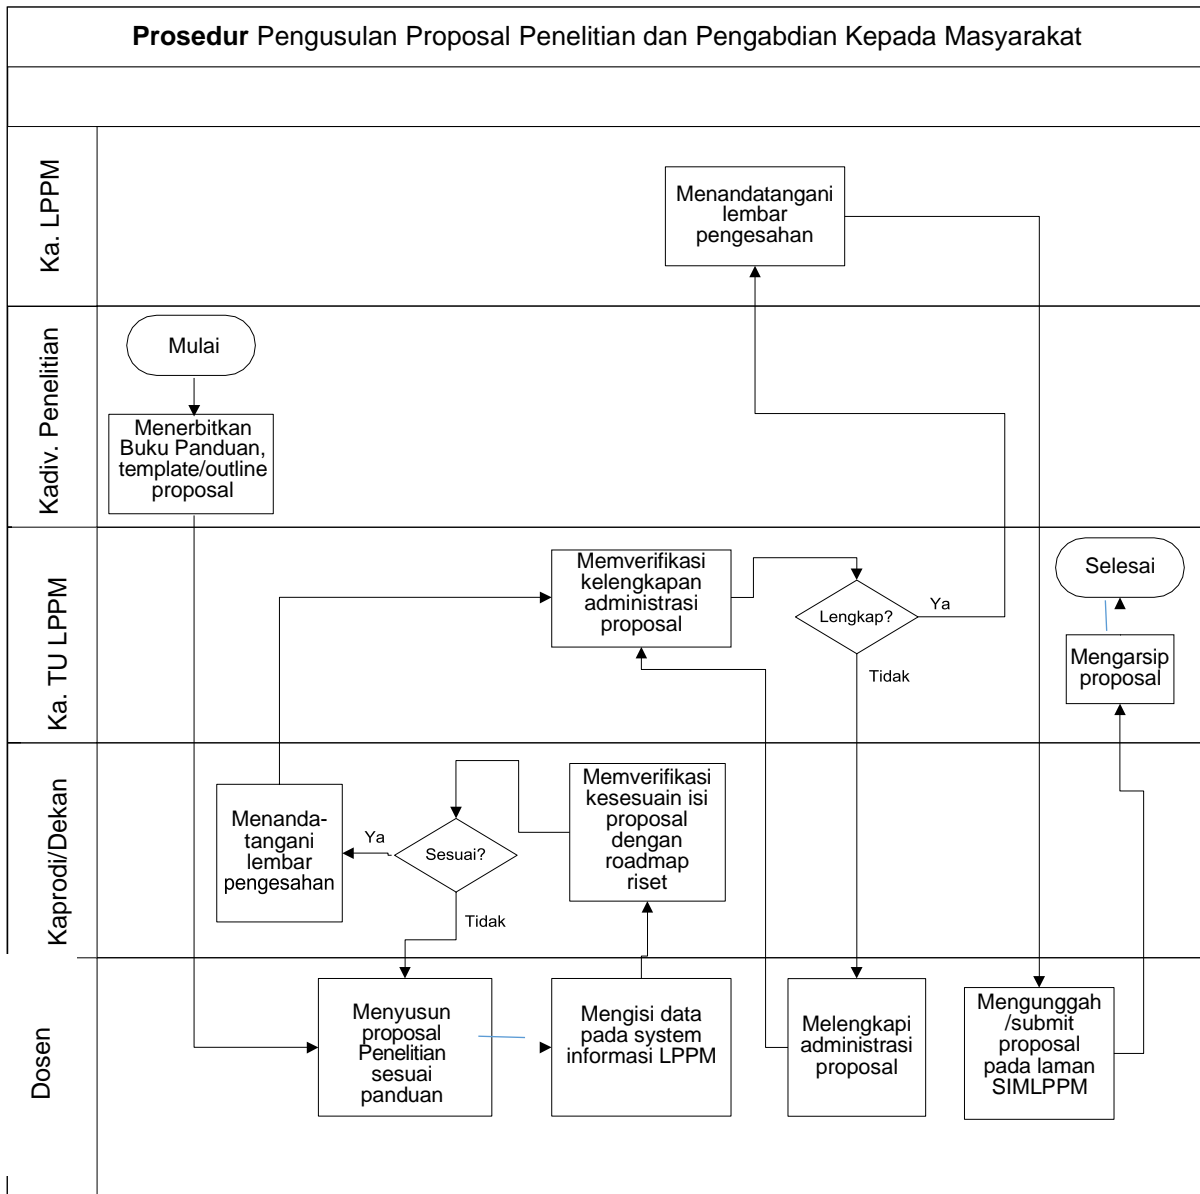 Prosedur Pengusulan Proposal Penelitian dan Pengabdian Kepada Masyarakat
Ka. LPPM
Menandatangani
lembar
pengesahan
Kadiv. Penelitian
Mulai
Menerbitkan
Buku Panduan,
template/outline
proposal
Ka. TU LPPM
Memverifikasi
kelengkapan
administrasi
proposal
Lengkap?
Ya
Tidak
Selesai
Mengarsip
proposal
Kaprodi/Dekan
Menanda-
tangani
lembar
pengesahan
Ya
Sesuai?
Tidak
Memverifikasi
kesesuain isi
proposal
dengan
roadmap
riset
Dosen
Menyusun
proposal
Penelitian
sesuai
panduan
Mengisi data
pada system
informasi LPPM
Melengkapi
administrasi
proposal
Mengunggah
/submit
proposal
pada laman
SIMLPPM